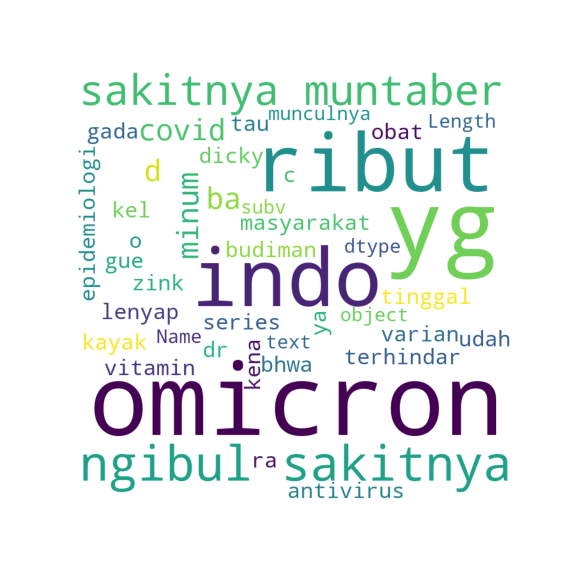 sakitnya muntaber
munculnya
gada covid tau obat Length
dicky ribut
epidemiologi d c
minum ba subv yg
kel masyarakat
o budiman dtype
gue indo
zink tinggal
lenyap series ya object
kayak Name dr text varian udah
vitamin kena bhwa terhindar
omicron
ngibul ra sakitnya
antivirus